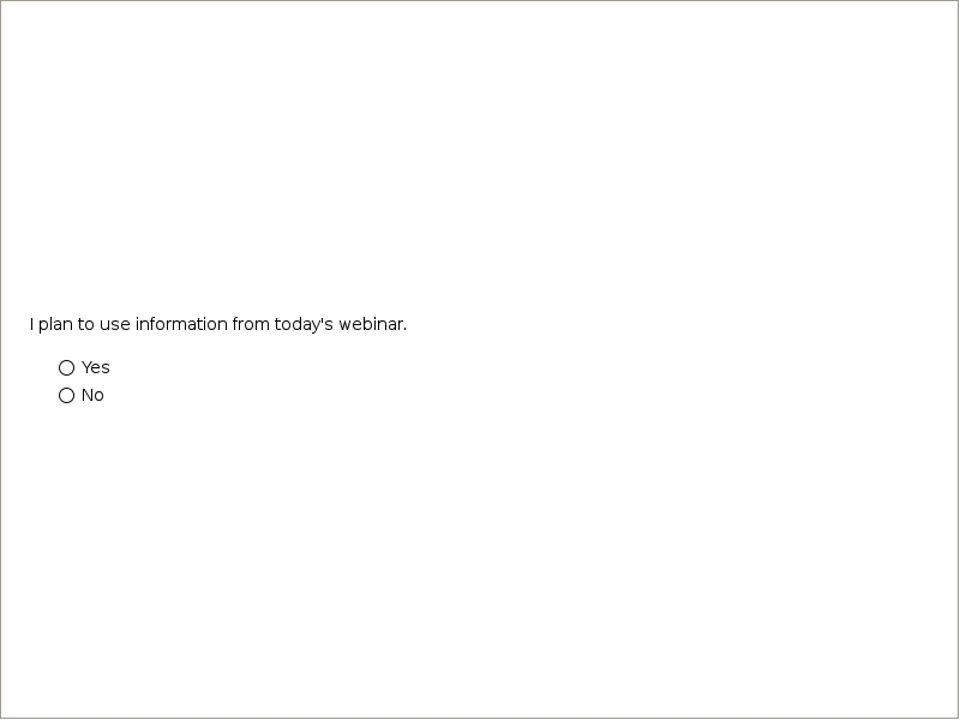 I plan to use information from today's webinar.
Yes
No